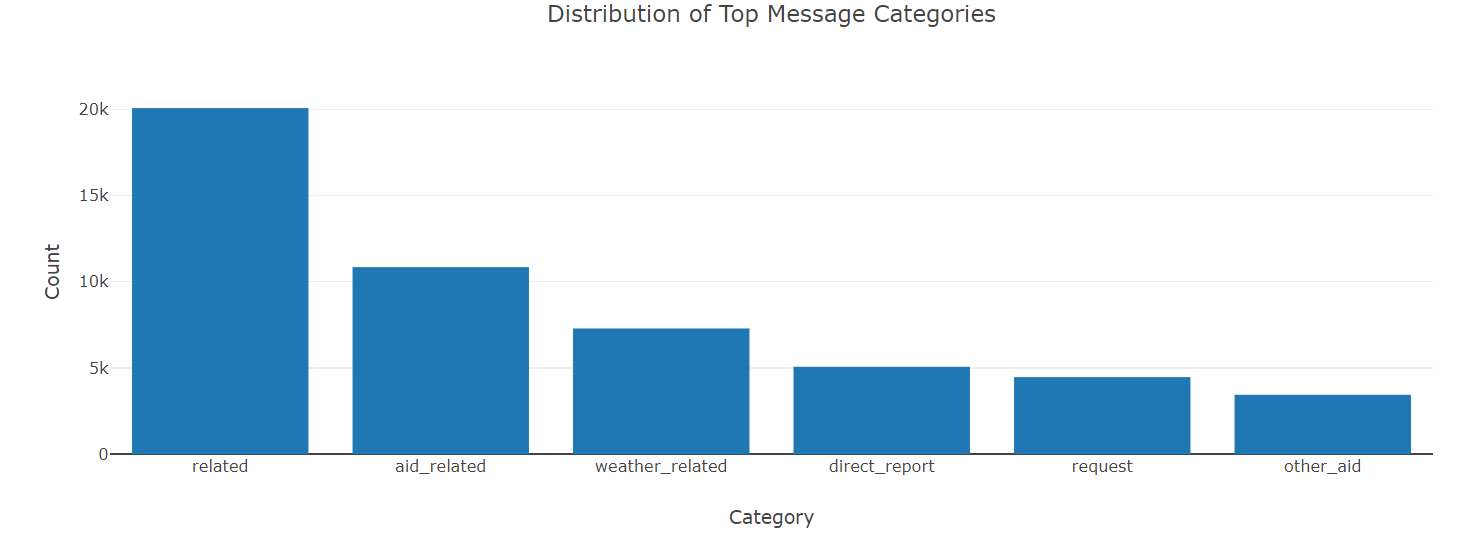 Distribution of Top Message Categories
20k
15k
10k
5k
0
Count
related aid_related weather_related direct_report request other_aid
Category